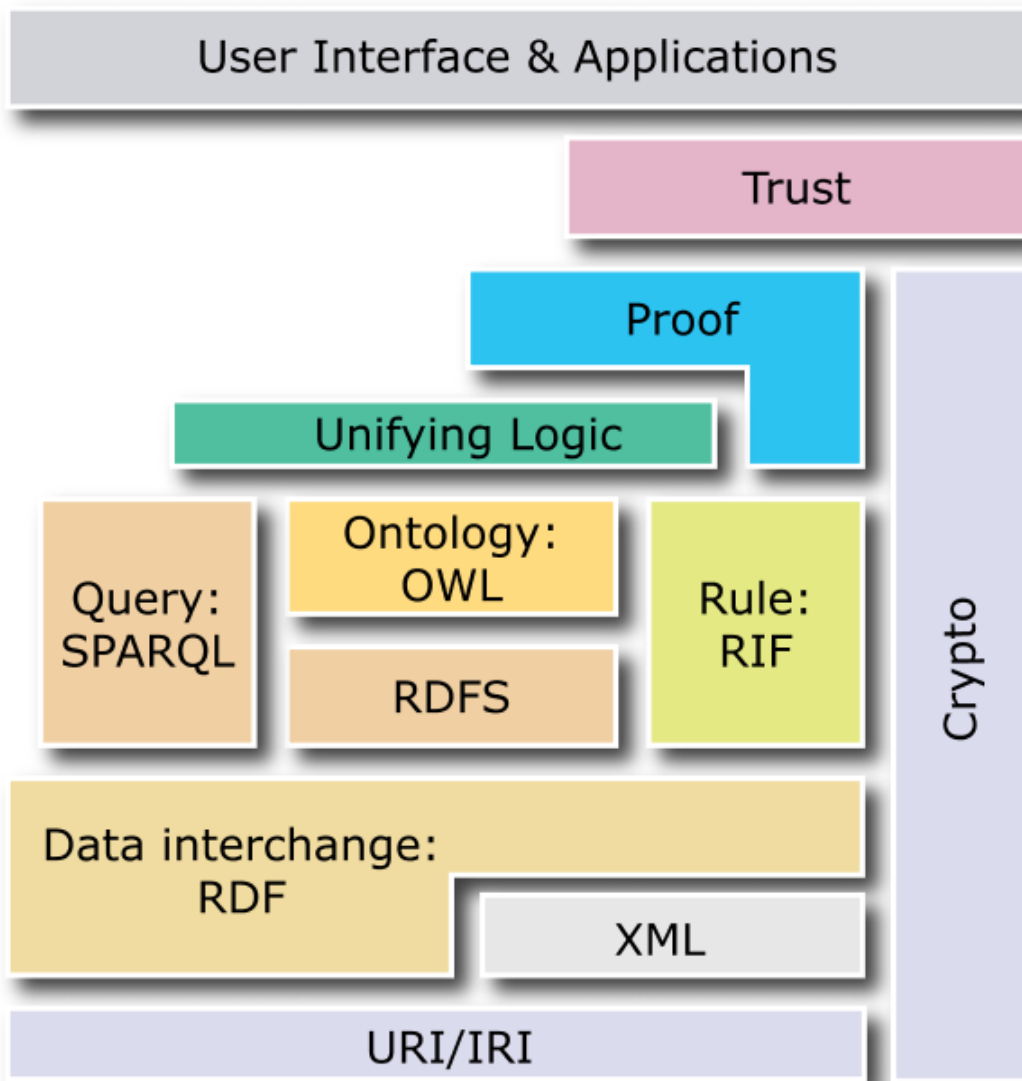 User Interface & Applications
Trust
Proof
Unifying Logic
Query:
SPARQL
Ontology:
OWL
RDFS
Rule:
RIF
Crypto
Data interchange:
RDF
XML
URI/IRI